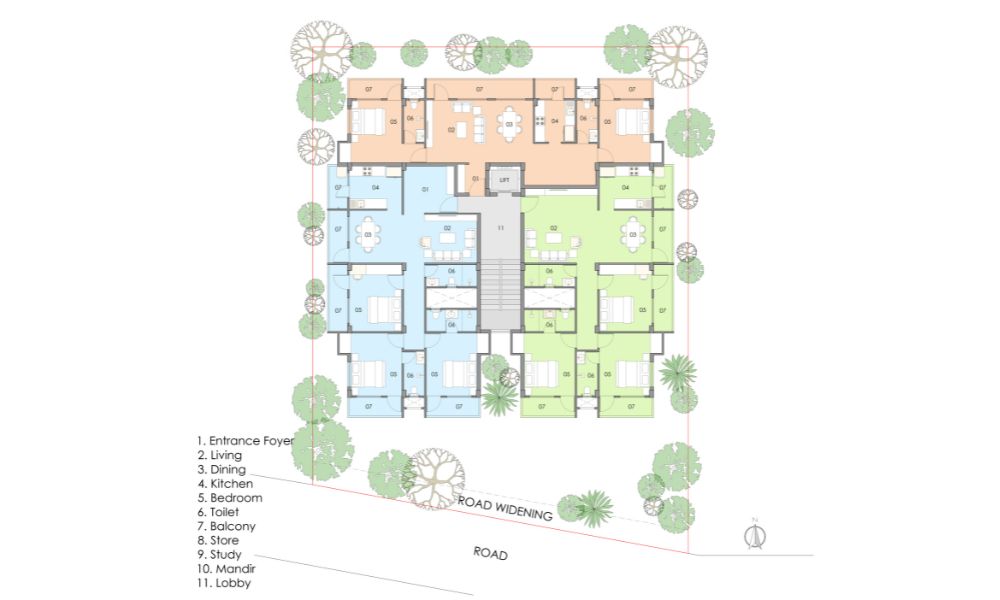 07 07 07 07
05 06 02 03 04 06 05
01 LIFT
07 04 01 04 07
07 03 02 11 02 03 07
06 06
07 05 05 07
06 06
05 06 05 05 06 05
07 07 07 07
1. Entrance Foyer
2. Living
3. Dining
4. Kitchen
5. Bedroom
6. Toilet
7. Balcony
8. Store
9. Study
10. Mandir
11. Lobby
ROAD WIDENING
ROAD
N